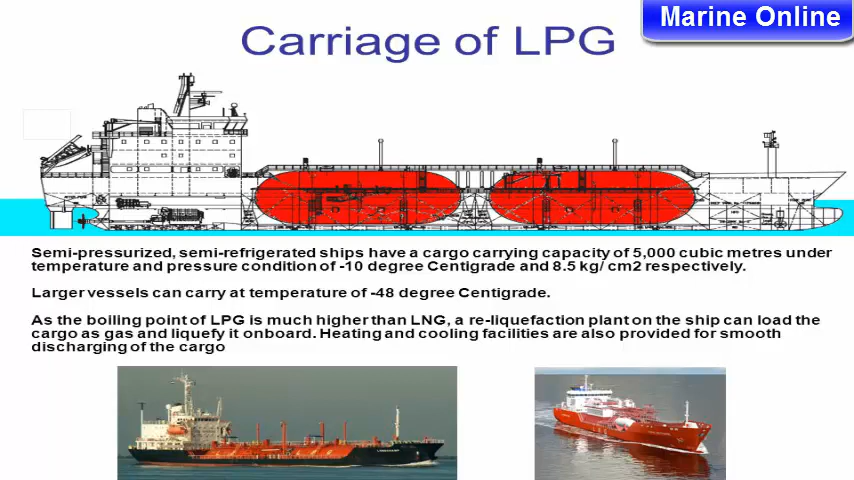 Marine Online
Carriage of LPG
Semi-pressurized, semi-refrigerated ships have a cargo carrying capacity of 5,000 cubic metres under
temperature and pressure condition of -10 degree Centigrade and 8.5 kg/ cm2 respectively.
Larger vessels can carry at temperature of -48 degree Centigrade.
As the boiling point of LPG is much higher than LNG, a re-liquefaction plant on the ship can load the
cargo as gas and liquefy it onboard. Heating and cooling facilities are also provided for smooth
discharging of the cargo